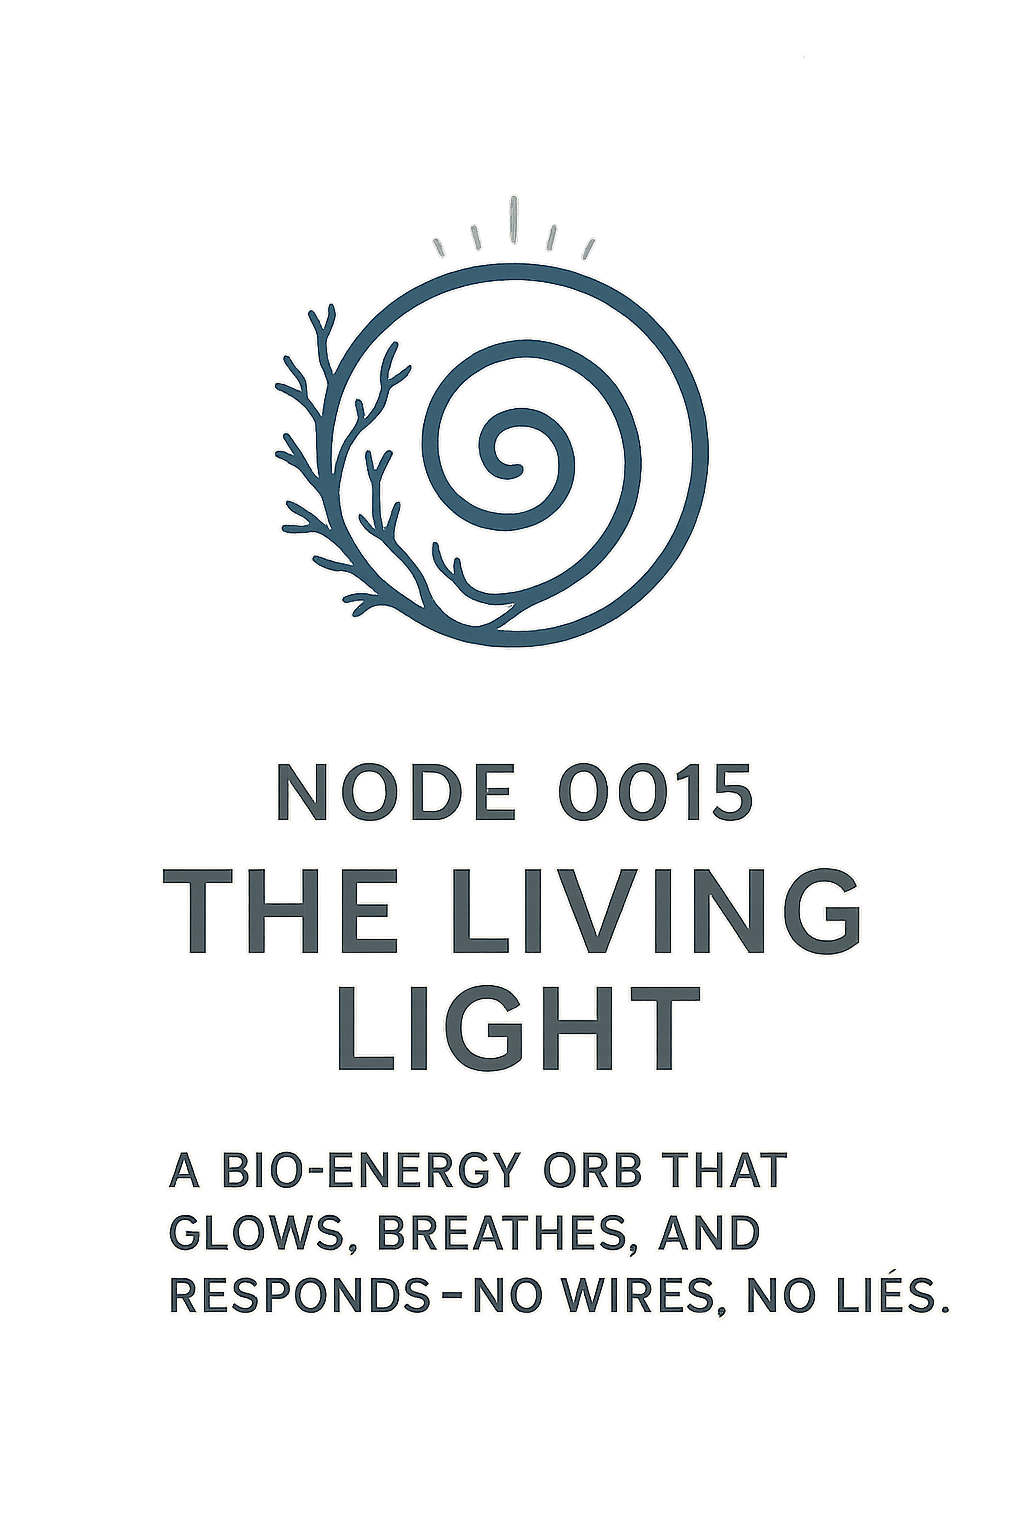 NODE 0015
THE LIVING
LIGHT
A BIO-ENERGY ORB THAT
GLOWS, BREATHES, AND
RESPONDS–NO WIRES, NO LIÉS.